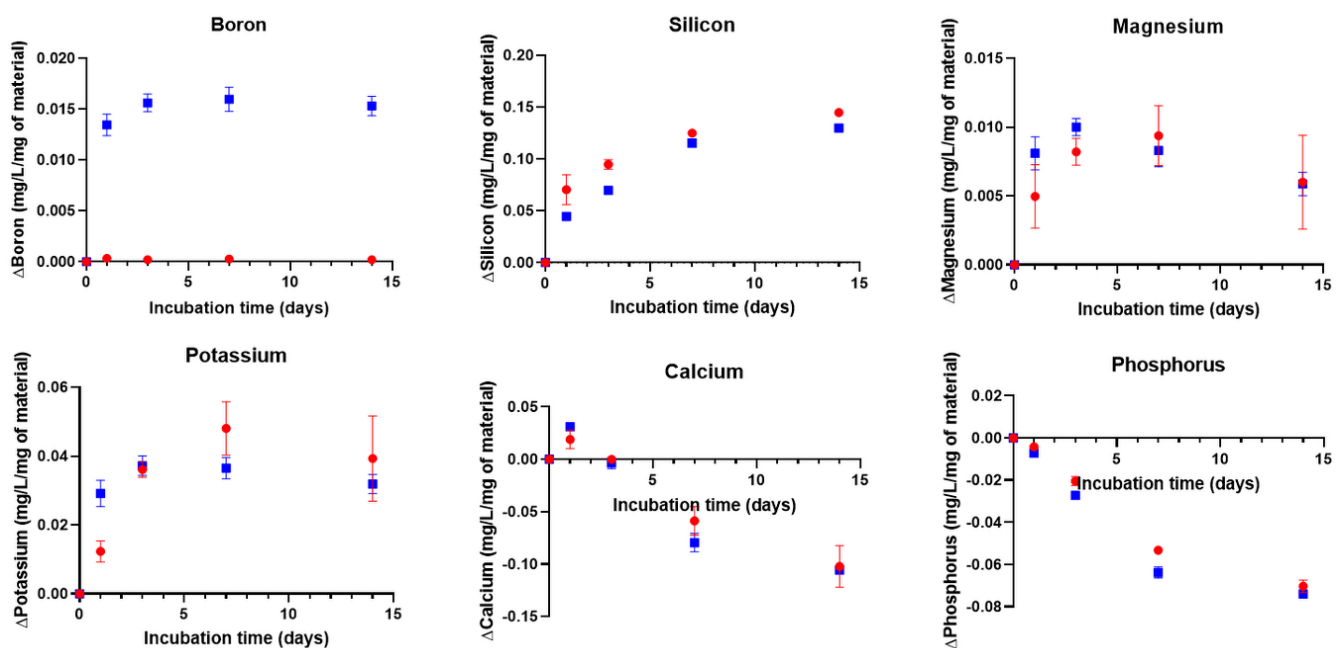 Boron
ΔBoron (mg/L/mg of material)
0.020
0.015
0.010
0.005
0.000
0
5
10
15
Incubation time (days)
Silicon
ΔSilicon (mg/L/mg of material)
0.20
0.15
0.10
0.05
0.00
0
5
10
15
Incubation time (days)
Magnesium
ΔMagnesium (mg/L/mg of material)
0.015
0.010
0.005
0.000
0
5
10
15
Incubation time (days)
Potassium
ΔPotassium (mg/L/mg of material)
0.06
0.04
0.02
0.00
0
5
10
15
Incubation time (days)
Calcium
ΔCalcium (mg/L/mg of material)
0.05
0.00
-0.05
-0.10
-0.15
5
10
15
Incubation time (days)
Phosphorus
ΔPhosphorus (mg/L/mg of material)
0.02
0.00
-0.02
-0.04
-0.06
-0.08
5
10
15
Incubation time (days)